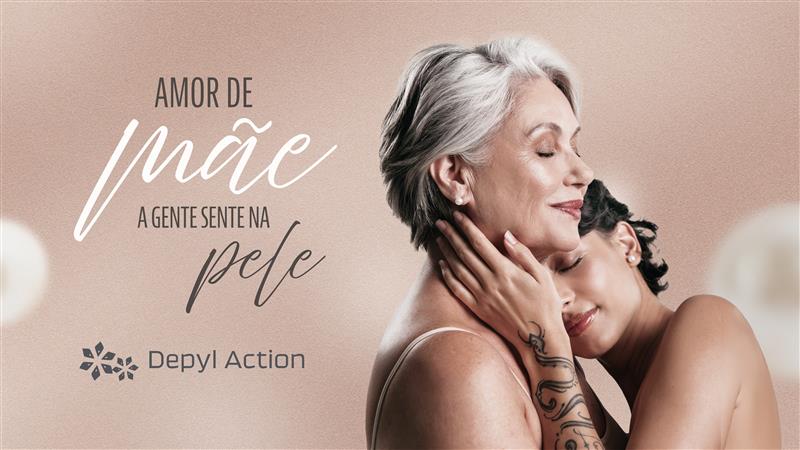 AMOR DE
mãe
A GENTE SENTE NA
pele
Depyl Action